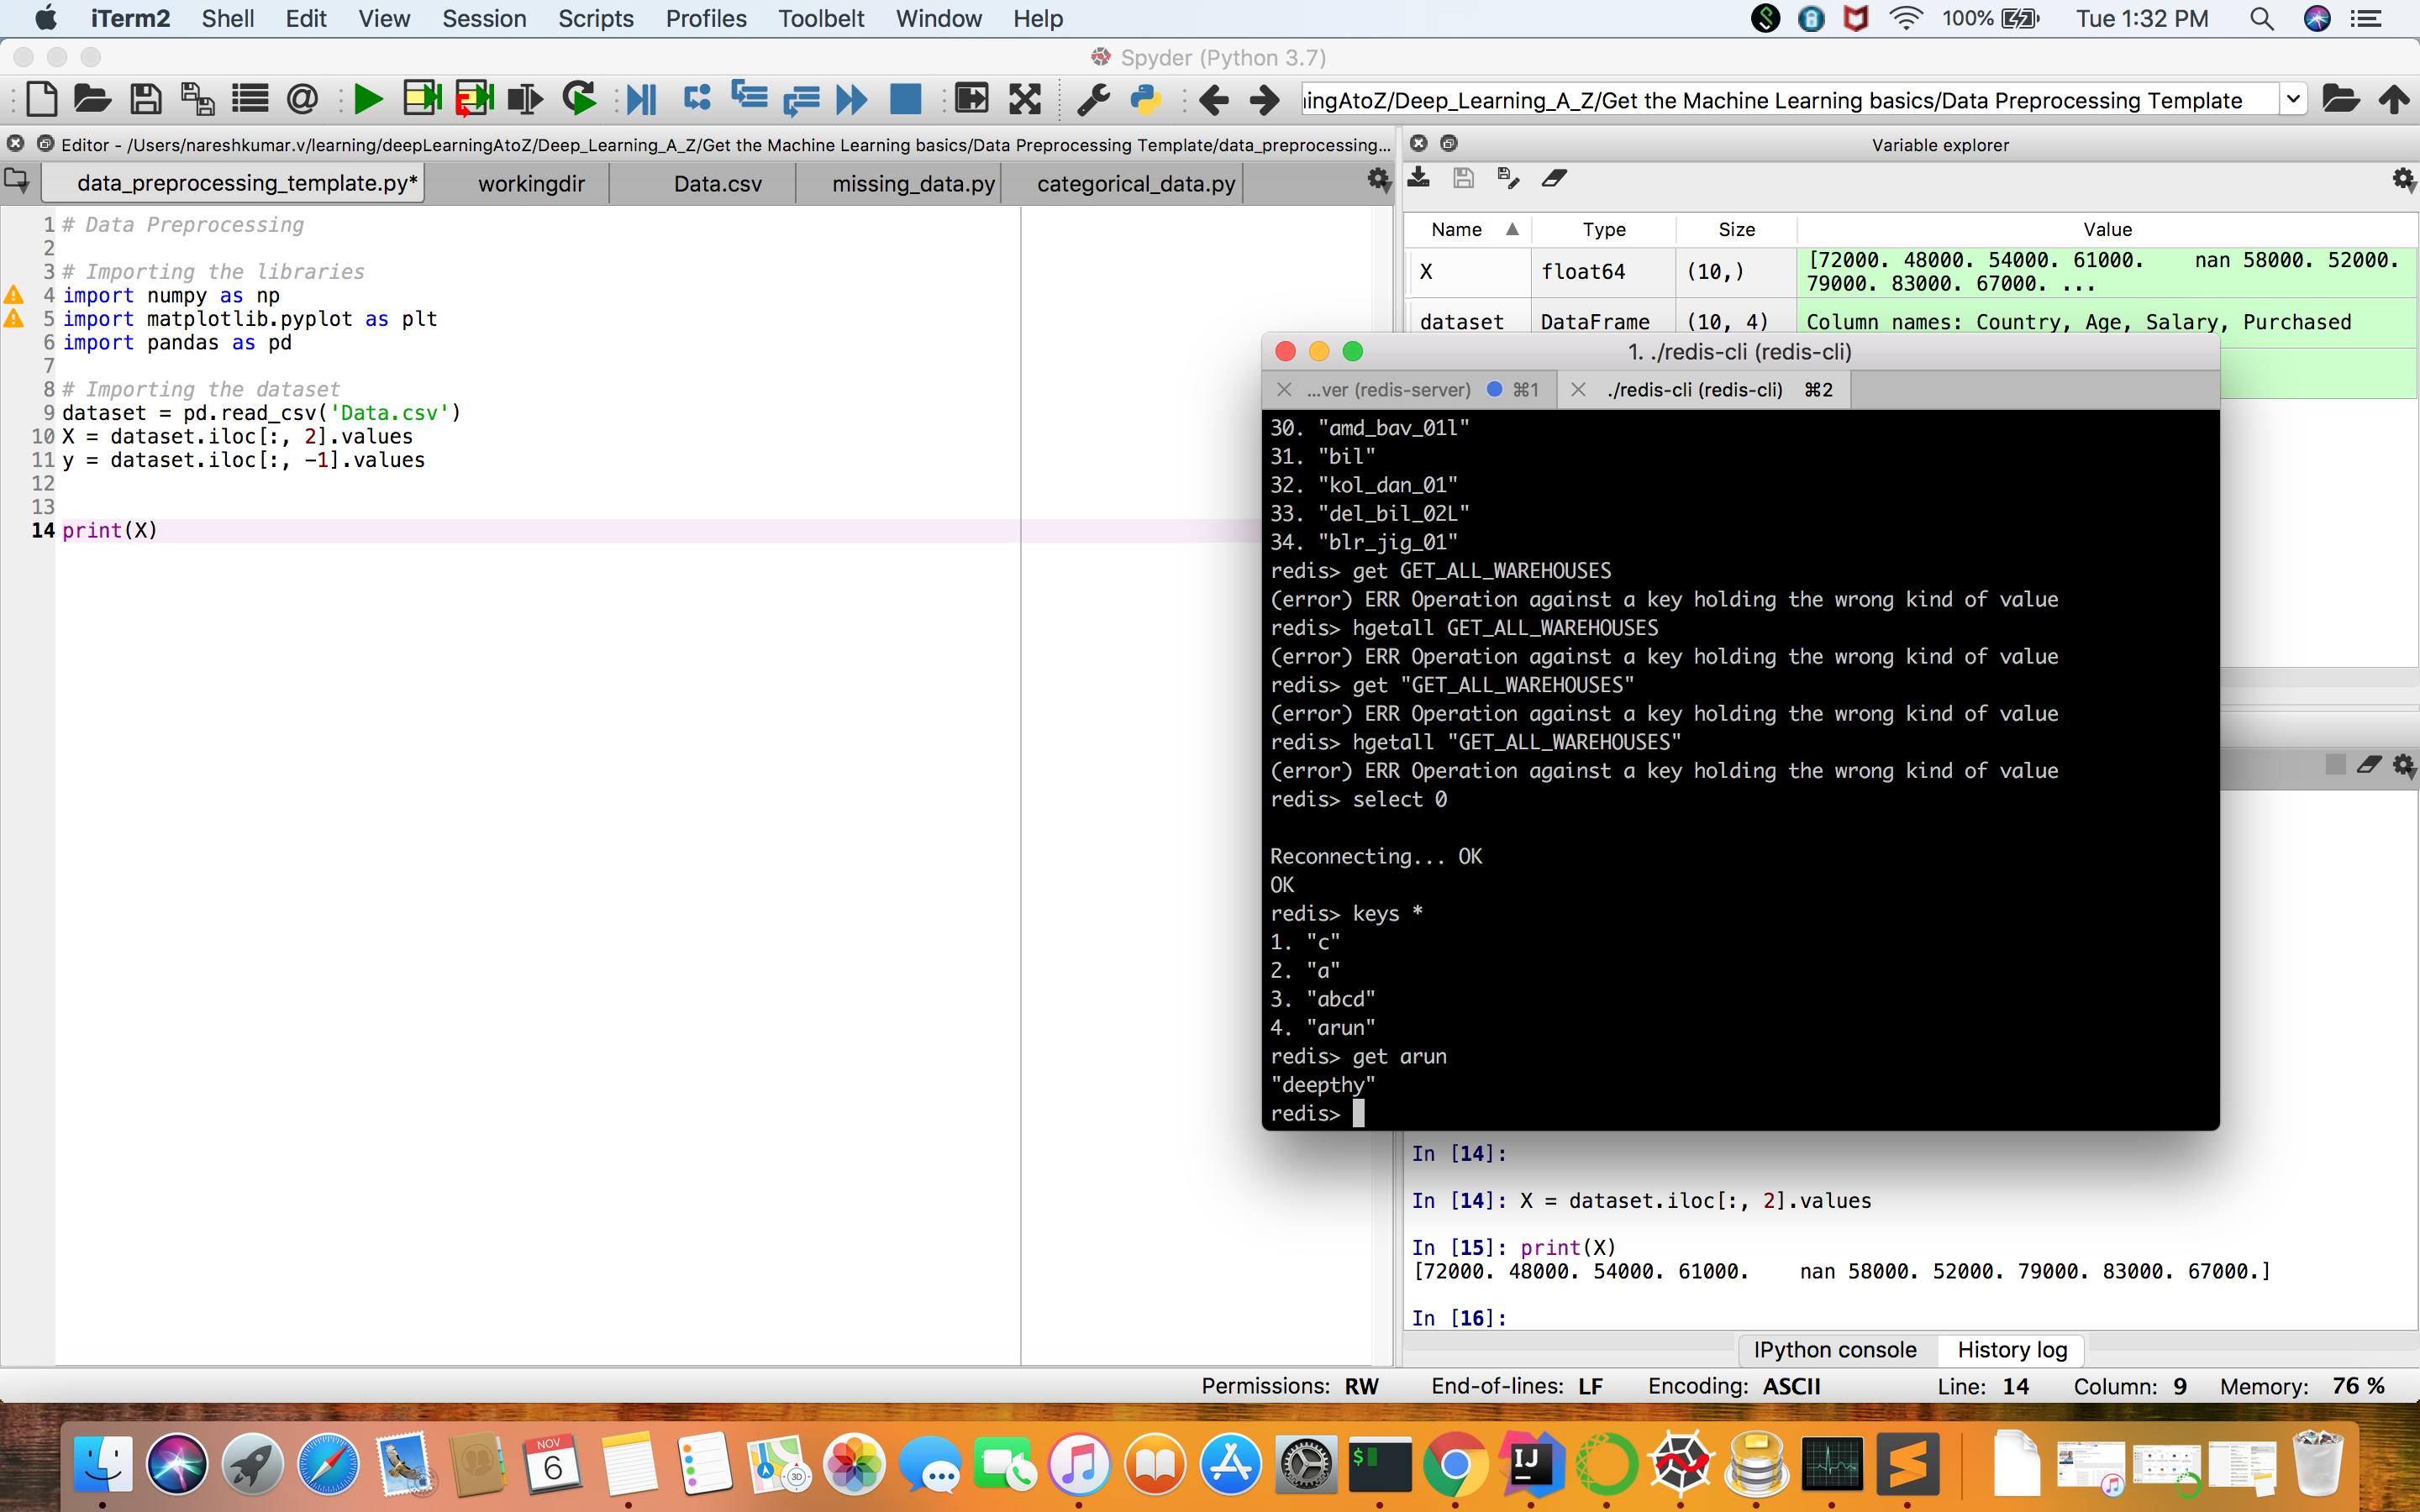 iTerm2 Shell Edit View Session Scripts Profiles Toolbelt Window Help 100% Tue 1:32 PM
Spyder (Python 3.7)
ingAtoZ/Deep_Learning_A_Z/Get the Machine Learning basics/Data Preprocessing Template
Editor - /Users/nareshkumar.v/learning/deepLearningAtoZ/Deep_Learning_A_Z/Get the Machine Learning basics/Data Preprocessing Template/data_preprocessing...
data_preprocessing_template.py* workingdir Data.csv missing_data.py categorical_data.py
1 # Data Preprocessing
2
3 # Importing the libraries
4 import numpy as np
5 import matplotlib.pyplot as plt
6 import pandas as pd
7
8 # Importing the dataset
9 dataset = pd.read_csv('Data.csv')
10 X = dataset.iloc[:, 2].values
11 y = dataset.iloc[:, -1].values
12
13
14 print(X)
Variable explorer
Name Type Size Value
X float64 (10,) [72000. 48000. 54000. 61000. nan 58000. 52000.
79000. 83000. 67000. ...
dataset DataFrame (10, 4) Column names: Country, Age, Salary, Purchased
1. ./redis-cli (redis-cli)
...ver (redis-server) ⌘1 ./redis-cli (redis-cli) ⌘2
30. "amd_bav_01l"
31. "bil"
32. "kol_dan_01"
33. "del_bil_02L"
34. "blr_jig_01"
redis> get GET_ALL_WAREHOUSES
(error) ERR Operation against a key holding the wrong kind of value
redis> hgetall GET_ALL_WAREHOUSES
(error) ERR Operation against a key holding the wrong kind of value
redis> get "GET_ALL_WAREHOUSES"
(error) ERR Operation against a key holding the wrong kind of value
redis> hgetall "GET_ALL_WAREHOUSES"
(error) ERR Operation against a key holding the wrong kind of value
redis> select 0
Reconnecting... OK
OK
redis> keys *
1. "c"
2. "a"
3. "abcd"
4. "arun"
redis> get arun
"deepthy"
redis>
In [14]:
In [14]: X = dataset.iloc[:, 2].values
In [15]: print(X)
[72000. 48000. 54000. 61000. nan 58000. 52000. 79000. 83000. 67000.]
In [16]:
IPython console History log
Permissions: RW End-of-lines: LF Encoding: ASCII Line: 14 Column: 9 Memory: 76 %
NOV
6
3D
$
IJ